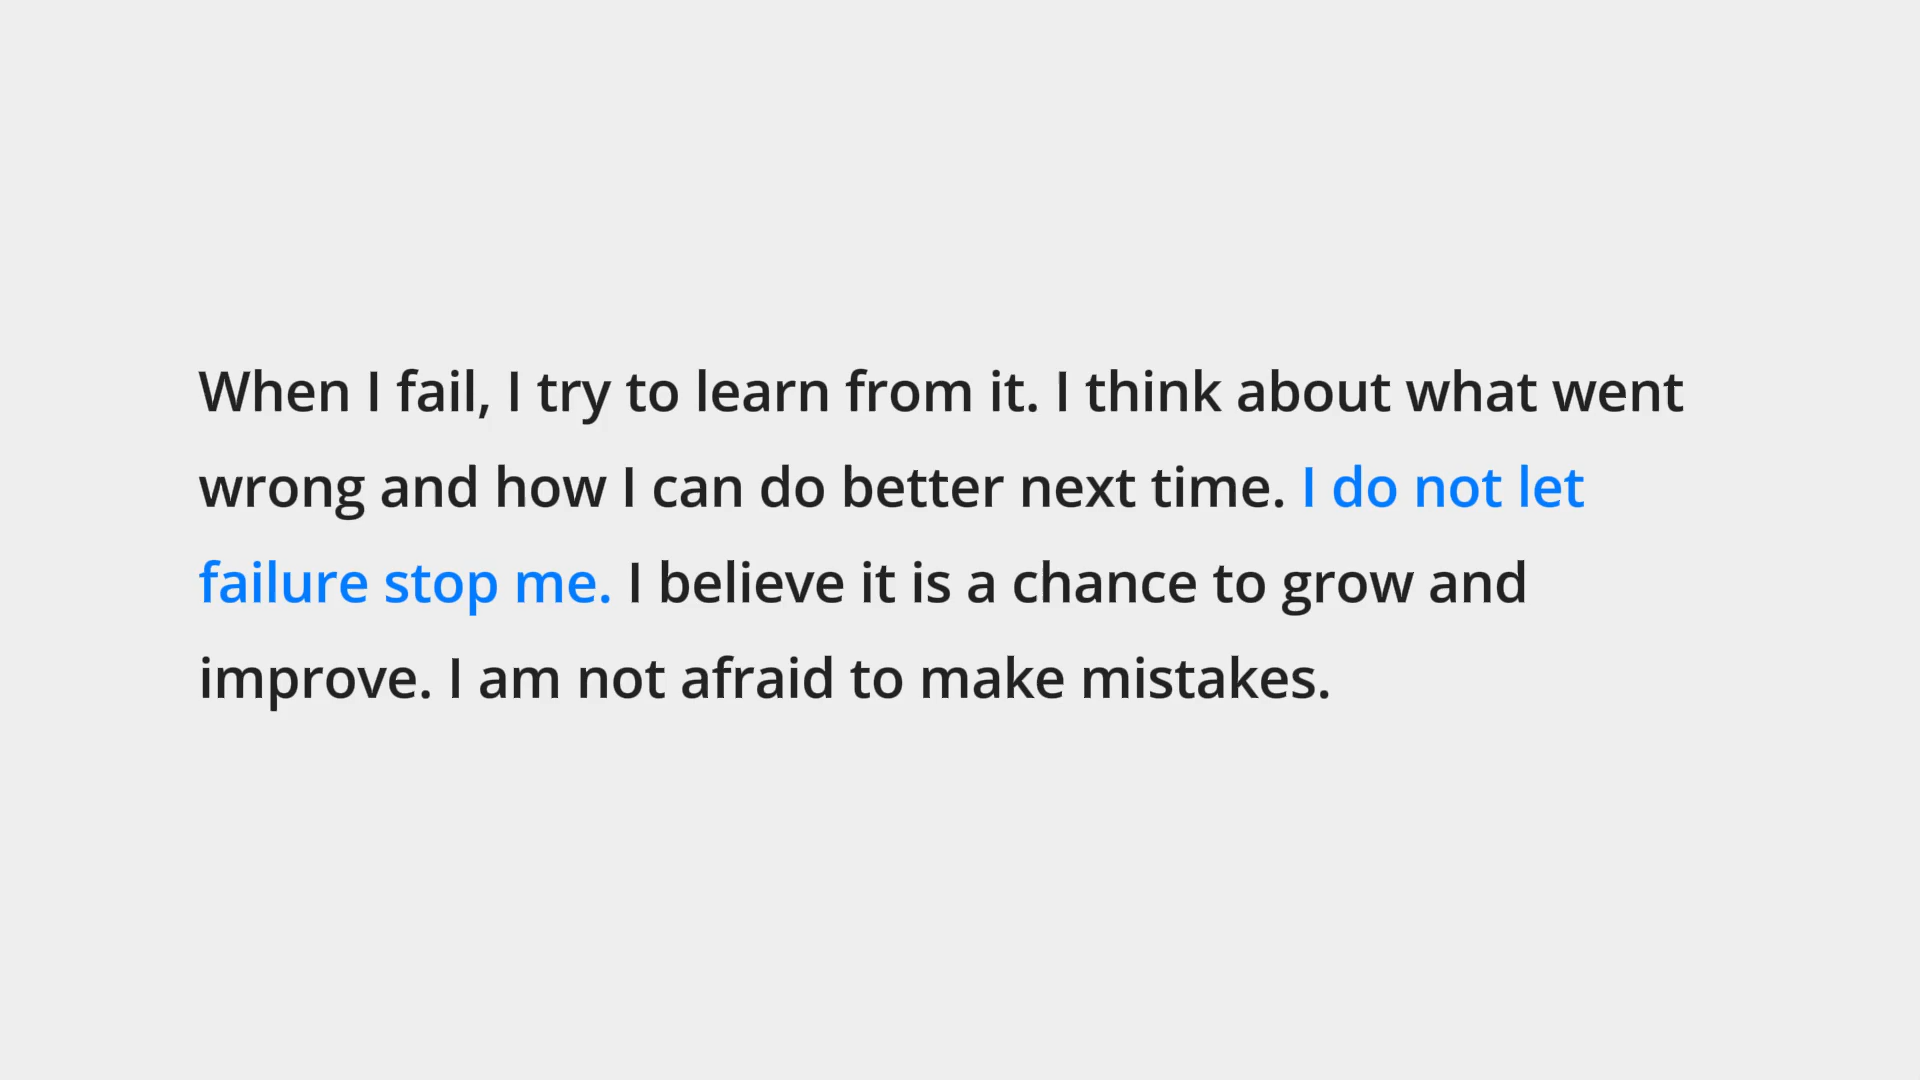 When I fail, I try to learn from it. I think about what went
wrong and how I can do better next time. I do not let
failure stop me. I believe it is a chance to grow and
improve. I am not afraid to make mistakes.